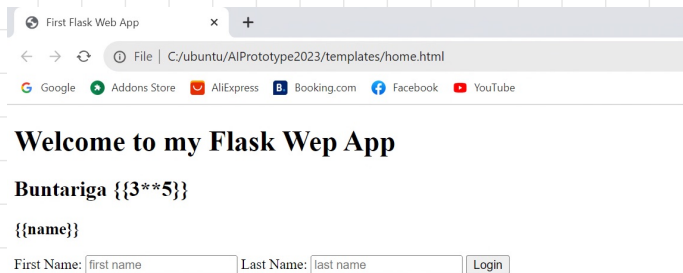 First Flask Web App
File | C:/ubuntu/AIPrototype2023/templates/home.html
Google Addons Store AliExpress B. Booking.com Facebook YouTube
Welcome to my Flask Wep App
Buntariga {{3**5}}
{{name}}
First Name: first name Last Name: last name Login